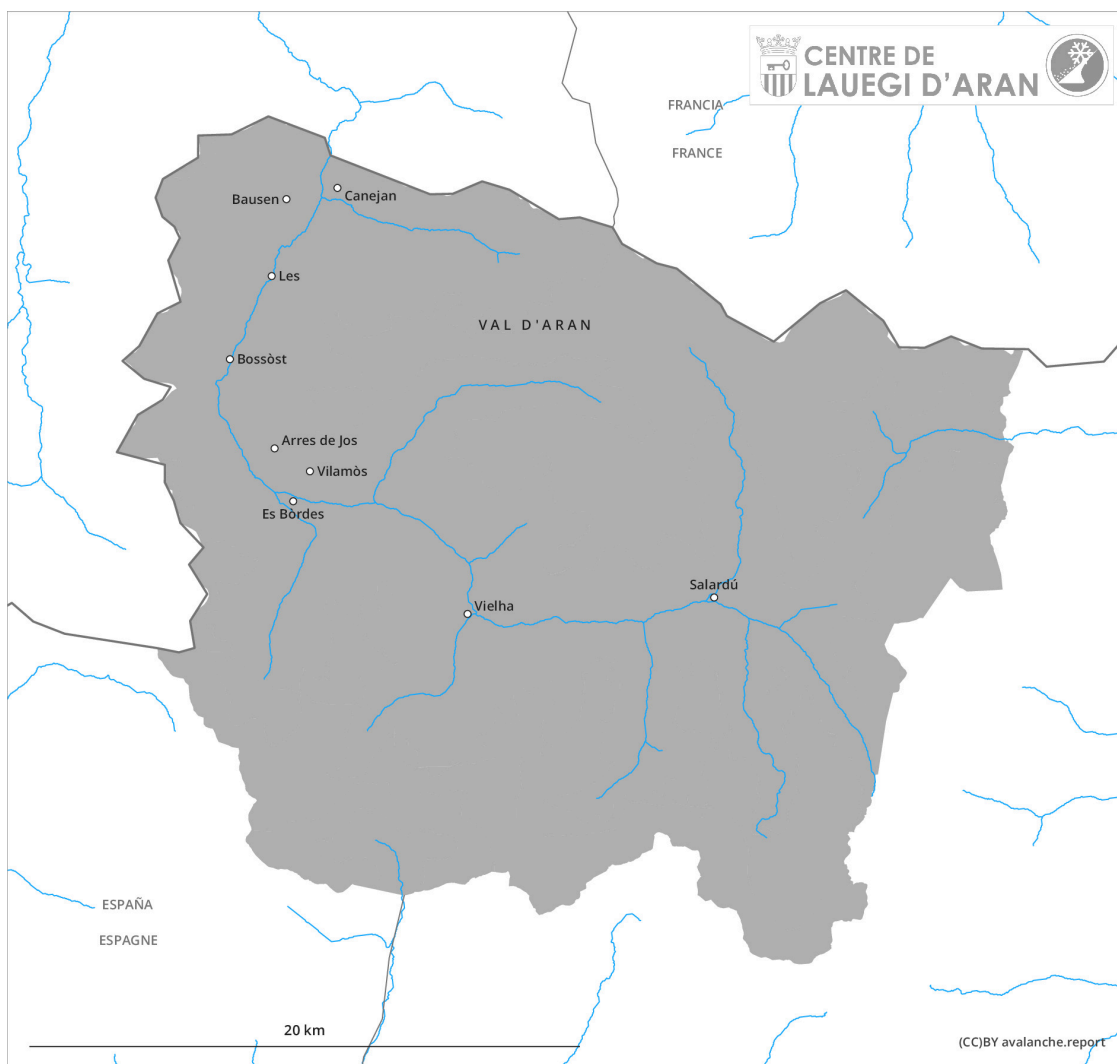 CENTRE DE
LAUEGI D'ARAN
FRANCIA
FRANCE
Bausen
Canejan
Les
VAL D'ARAN
Bossòst
Arres de Jos
Vilamòs
Es Bòrdes
Salardú
Vielha
ESPAÑA
ESPAGNE
20 km
(CC)BY avalanche.report